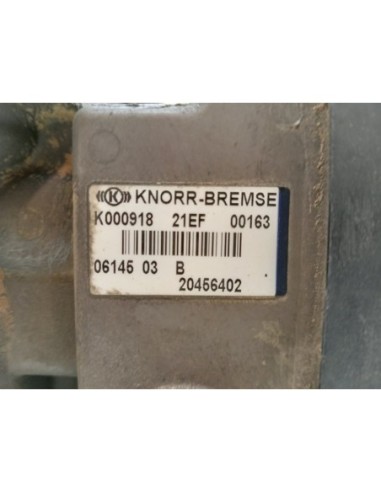 K KNORR-BREMSE
K000918 21EF 00163
06145 03 B
20456402